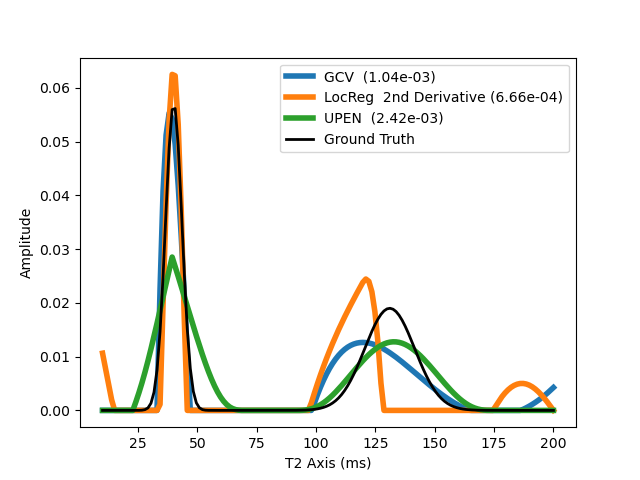 GCV  (1.04e-03)
LocReg  2nd Derivative (6.66e-04)
UPEN  (2.42e-03)
Ground Truth
Amplitude
0.06
0.05
0.04
0.03
0.02
0.01
0.00
25 50 75 100 125 150 175 200
T2 Axis (ms)